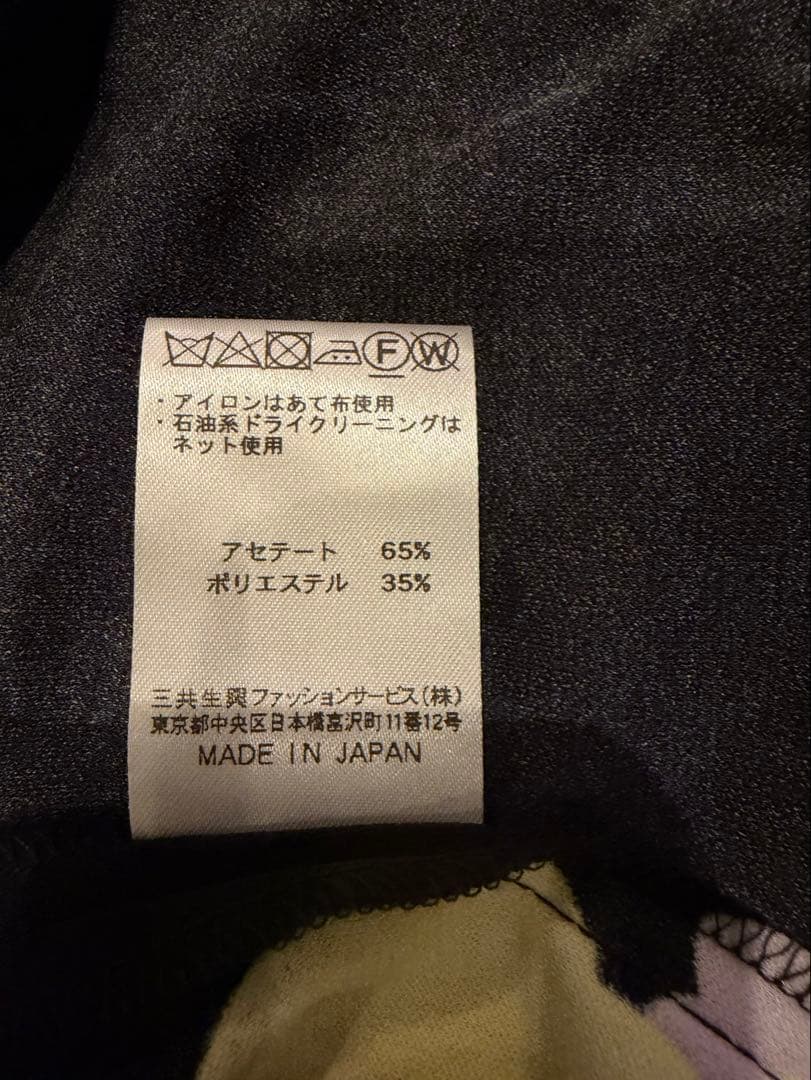 F W
・アイロンはあて布使用
・石油系ドライクリーニングは
ネット使用
アセテート 65%
ポリエステル 35%
三共生興ファッションサービス(株)
東京都中央区日本橋富沢町11番12号
MADE IN JAPAN